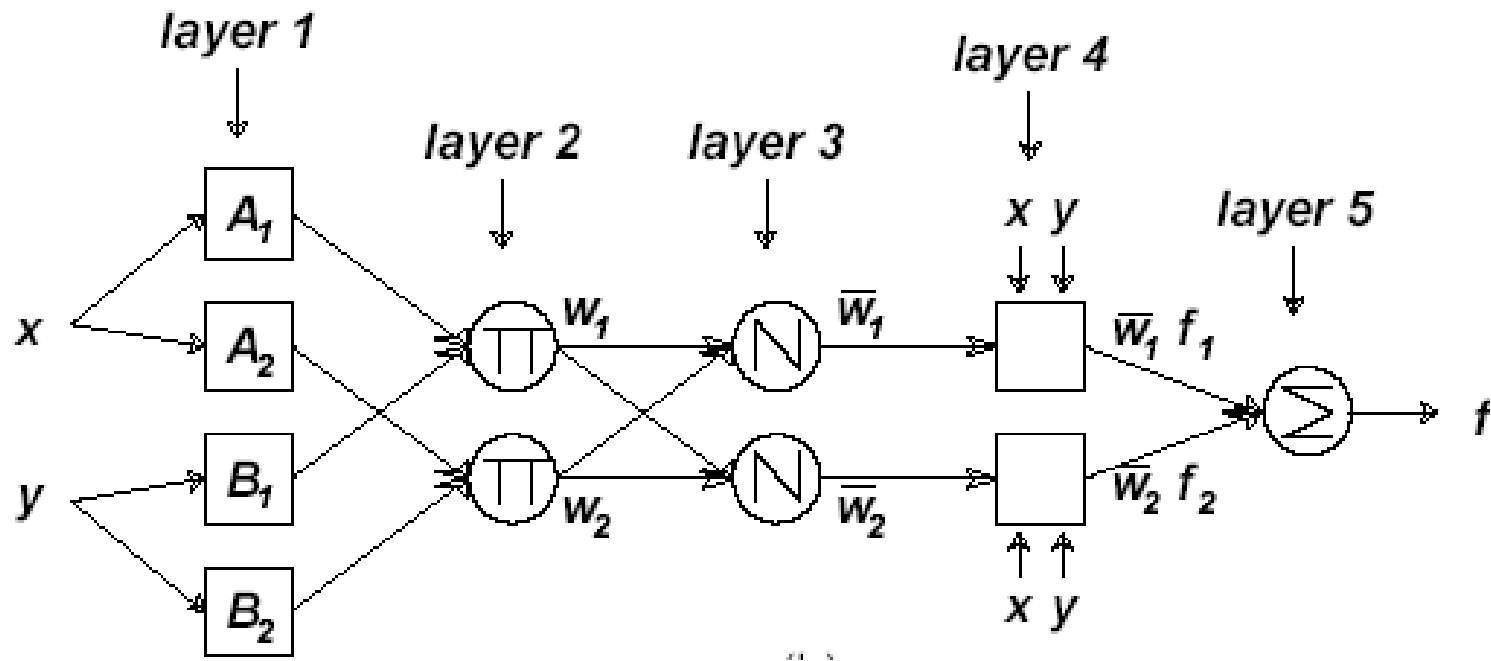 layer 1
layer 4
layer 2
layer 3
x y
layer 5
A₁
x
A₂
Π
w₁
N
w̅₁
w̅₁ f₁
Σ
f
y
B₁
Π
w₂
N
w̅₂
w̅₂ f₂
B₂
x y